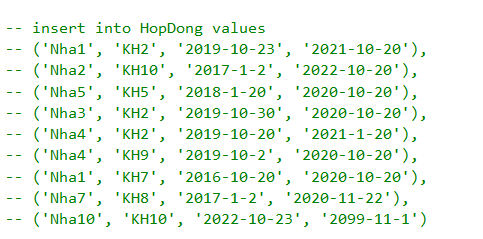 -- insert into HopDong values
-- ('Nha1', 'KH2', '2019-10-23', '2021-10-20'),
-- ('Nha2', 'KH10', '2017-1-2', '2022-10-20'),
-- ('Nha5', 'KH5', '2018-1-20', '2020-10-20'),
-- ('Nha3', 'KH2', '2019-10-30', '2020-10-20'),
-- ('Nha4', 'KH2', '2019-10-20', '2021-1-20'),
-- ('Nha4', 'KH9', '2019-10-2', '2020-10-20'),
-- ('Nha1', 'KH7', '2016-10-20', '2020-10-20'),
-- ('Nha7', 'KH8', '2017-1-2', '2020-11-22'),
-- ('Nha10', 'KH10', '2022-10-23', '2099-11-1')